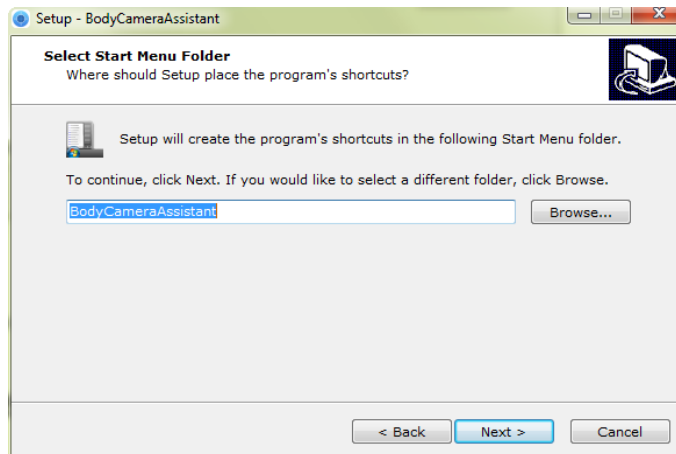 Setup - BodyCameraAssistant
Select Start Menu Folder
Where should Setup place the program's shortcuts?
Setup will create the program's shortcuts in the following Start Menu folder.
To continue, click Next. If you would like to select a different folder, click Browse.
BodyCameraAssistant
Browse...
< Back
Next >
Cancel